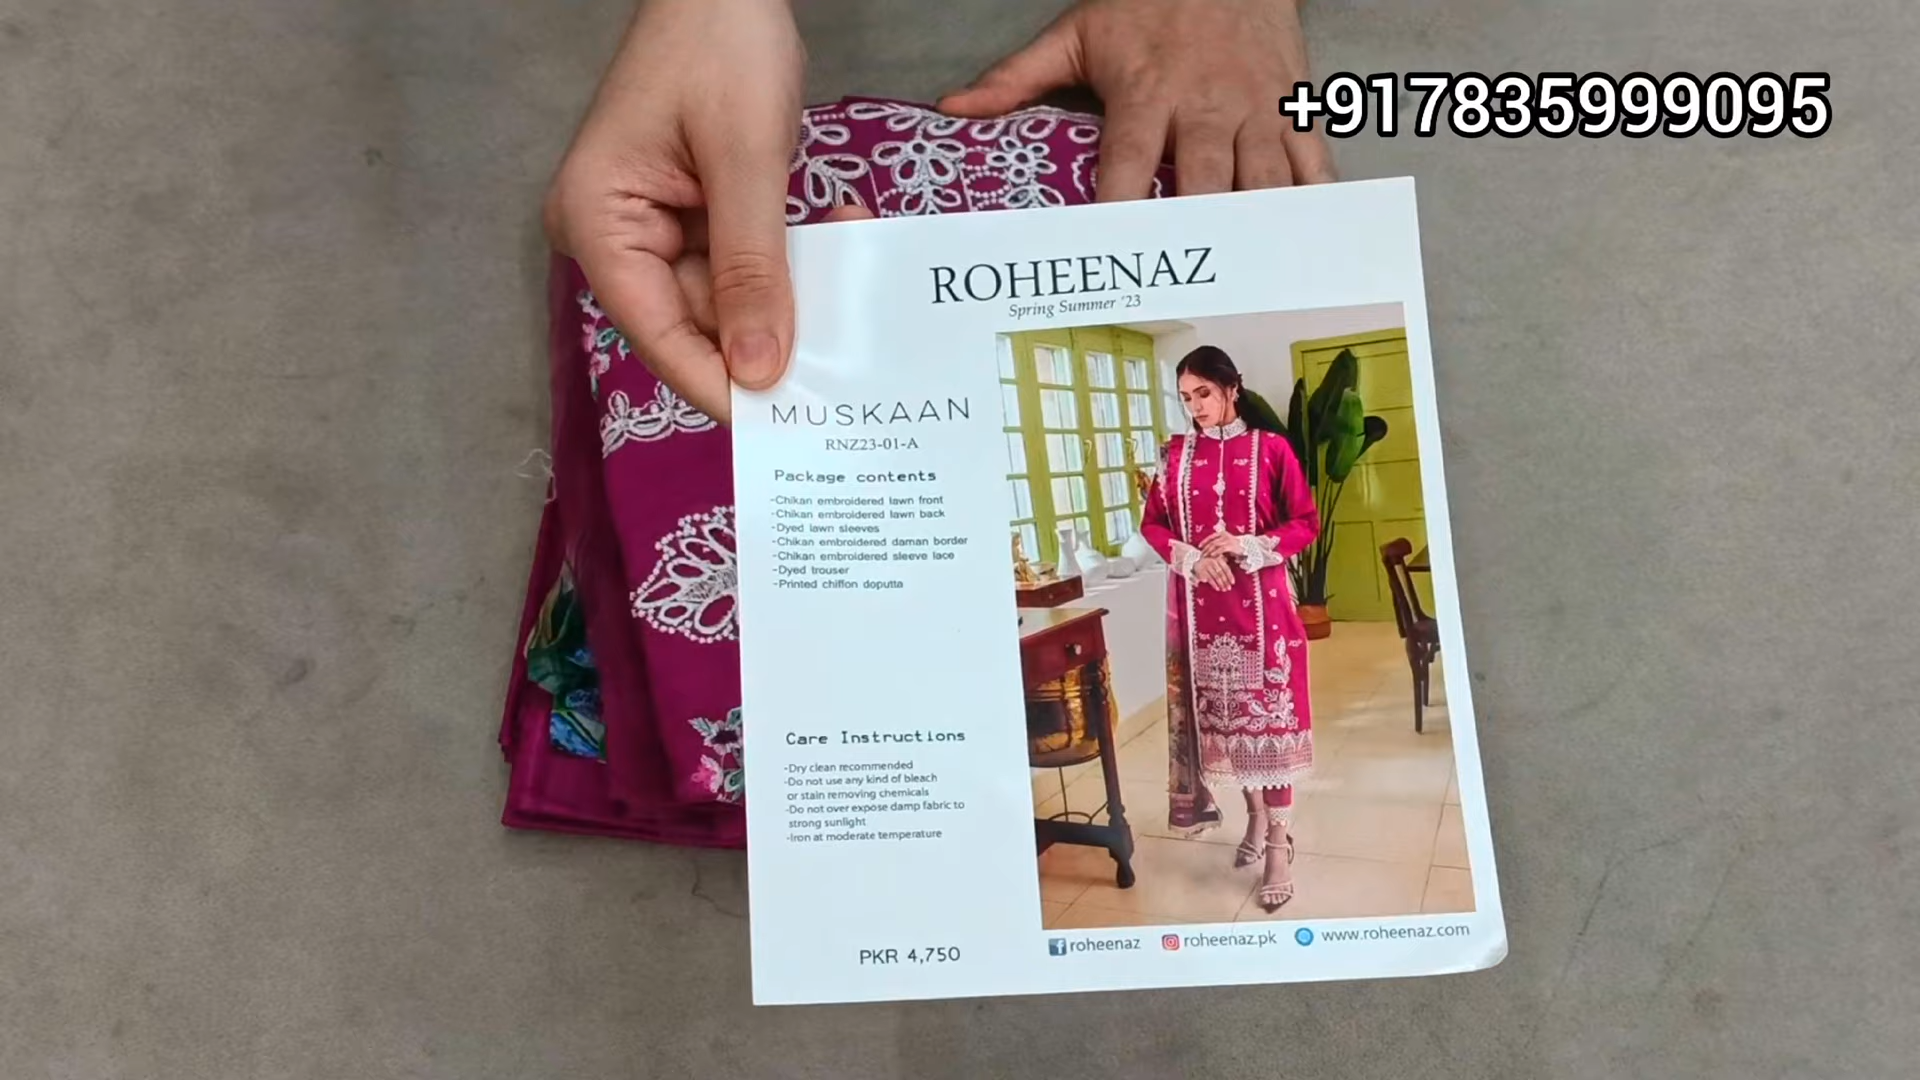 +917835999095
ROHEENAZ
Spring Summer '23
MUSKAAN
RNZ23-01-A
Package contents
-Chikan embroidered lawn front
-Chikan embroidered lawn back
-Dyed lawn sleeves
-Chikan embroidered daman border
-Chikan embroidered sleeve lace
-Dyed trouser
-Printed chiffon doputta
Care Instructions
-Dry clean recommended
-Do not use any kind of bleach
or stain removing chemicals
-Do not over expose damp fabric to
strong sunlight
-Iron at moderate temperature
PKR 4,750
roheenaz roheenaz.pk www.roheenaz.com